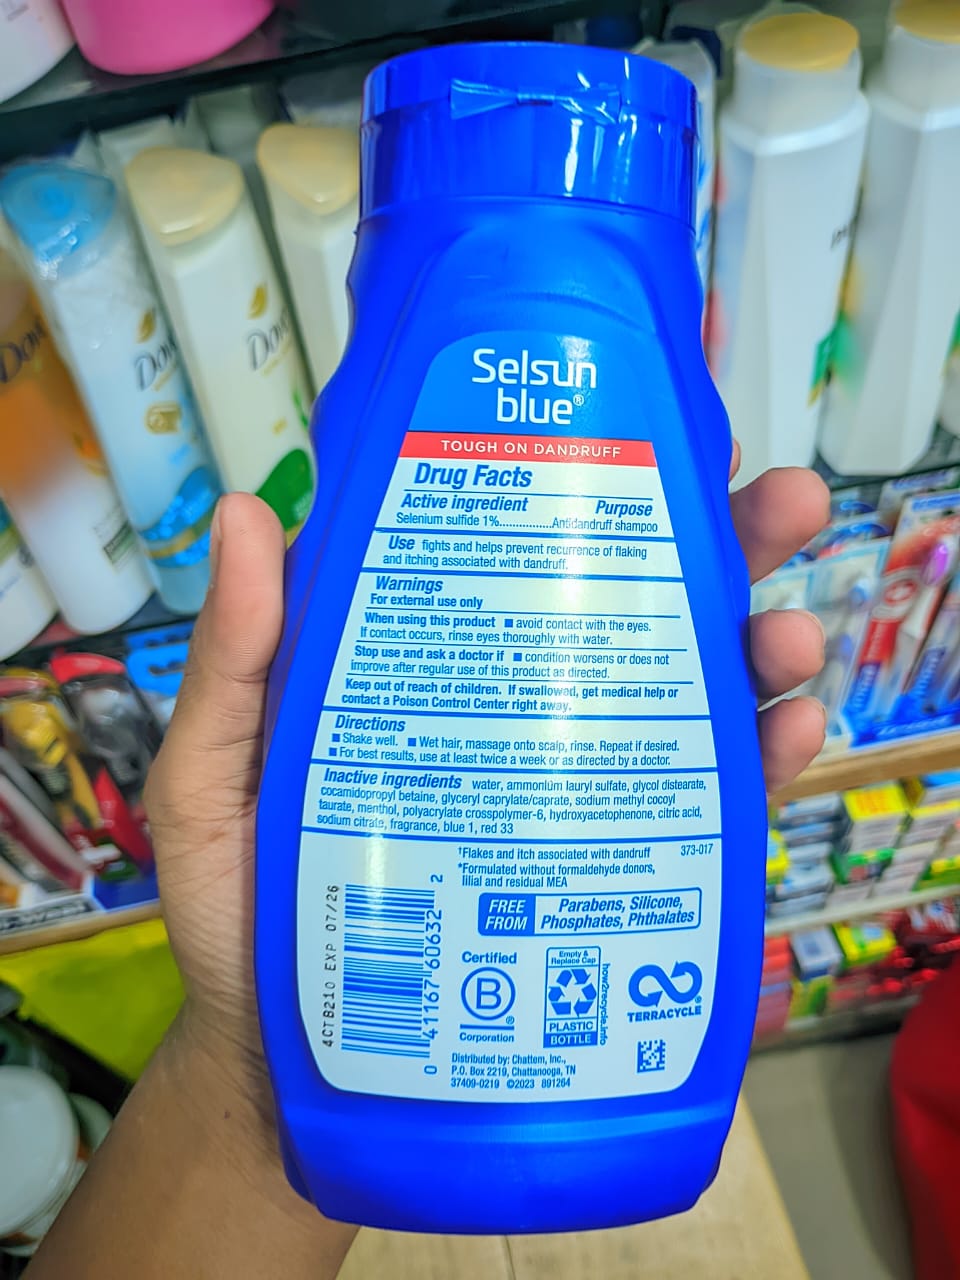 Selsun
blue®
TOUGH ON DANDRUFF
Drug Facts
Active ingredient Purpose
Selenium sulfide 1%................Antidandruff shampoo
Use fights and helps prevent recurrence of flaking
and itching associated with dandruff.
Warnings
For external use only
When using this product ■ avoid contact with the eyes.
If contact occurs, rinse eyes thoroughly with water.
Stop use and ask a doctor if ■ condition worsens or does not
improve after regular use of this product as directed.
Keep out of reach of children. If swallowed, get medical help or
contact a Poison Control Center right away.
Directions
■ Shake well. ■ Wet hair, massage onto scalp, rinse. Repeat if desired.
■ For best results, use at least twice a week or as directed by a doctor.
Inactive ingredients water, ammonium lauryl sulfate, glycol distearate,
cocamidopropyl betaine, glyceryl caprylate/caprate, sodium methyl cocoyl
taurate, menthol, polyacrylate crosspolymer-6, hydroxyacetophenone, citric acid,
sodium citrate, fragrance, blue 1, red 33
†Flakes and itch associated with dandruff 373-017
*Formulated without formaldehyde donors,
lilial and residual MEA
FREE FROM
Parabens, Silicone,
Phosphates, Phthalates
4CTB210 EXP 07/26
0 41167 60632 2
Certified
B®
Corporation
Empty &
Replace Cap
PLASTIC
BOTTLE
how2recycle.info
TERRACYCLE®
Distributed by: Chattem, Inc.,
P.O. Box 2219, Chattanooga, TN
37409-0219 ©2023 891264
Dove
Dove
Dove